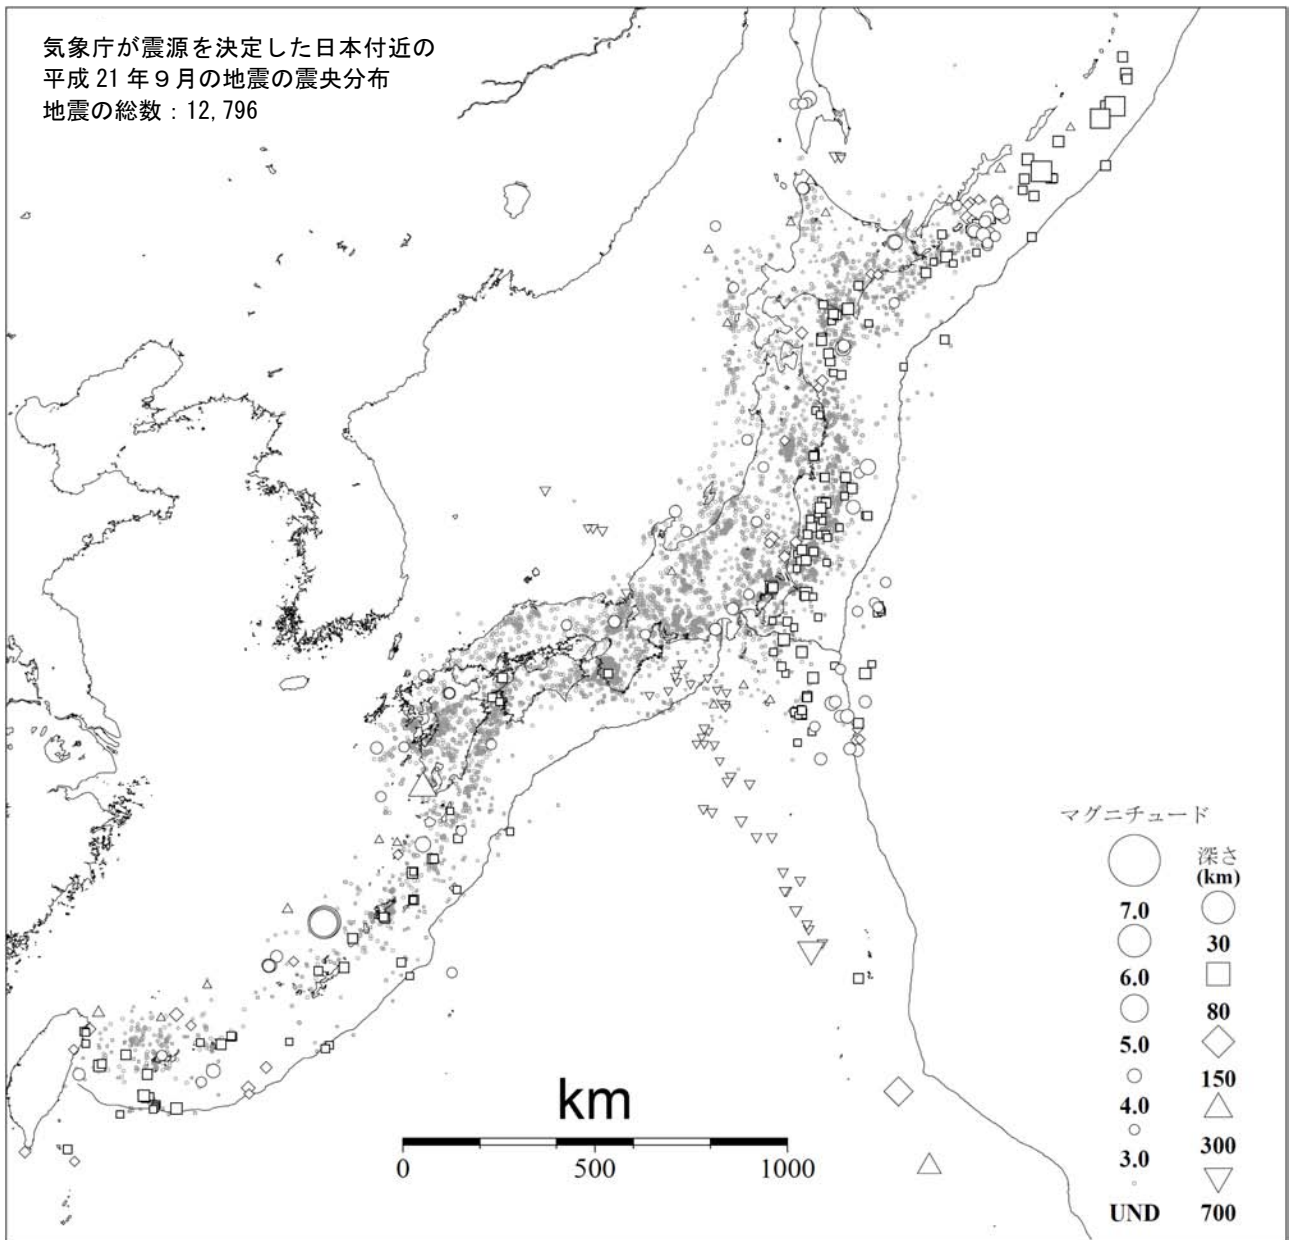 気象庁が震源を決定した日本付近の
平成 21 年９月の地震の震央分布
地震の総数：12,796
マグニチュード
深さ
(km)
7.0
30
6.0
80
5.0
150
4.0
300
3.0
UND 700
km
0 500 1000